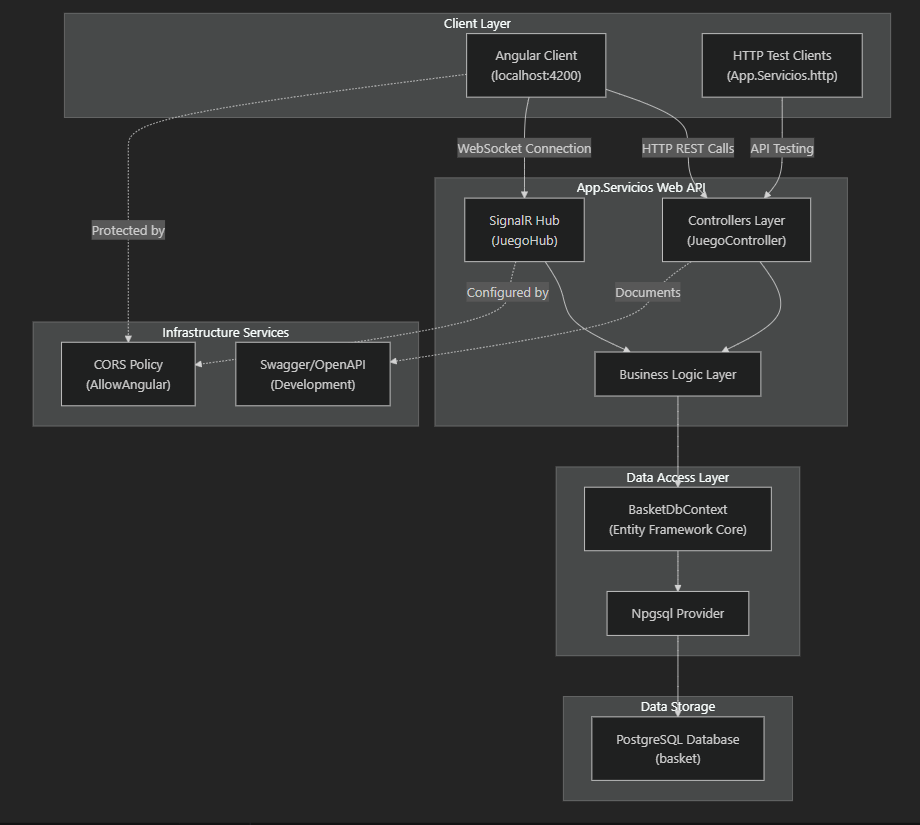 Client Layer
Angular Client
(localhost:4200)
HTTP Test Clients
(App.Servicios.http)
WebSocket Connection
HTTP REST Calls
API Testing
App.Servicios Web API
SignalR Hub
(JuegoHub)
Controllers Layer
(JuegoController)
Protected by
Configured by
Documents
Infrastructure Services
CORS Policy
(AllowAngular)
Swagger/OpenAPI
(Development)
Business Logic Layer
Data Access Layer
BasketDbContext
(Entity Framework Core)
Npgsql Provider
Data Storage
PostgreSQL Database
(basket)